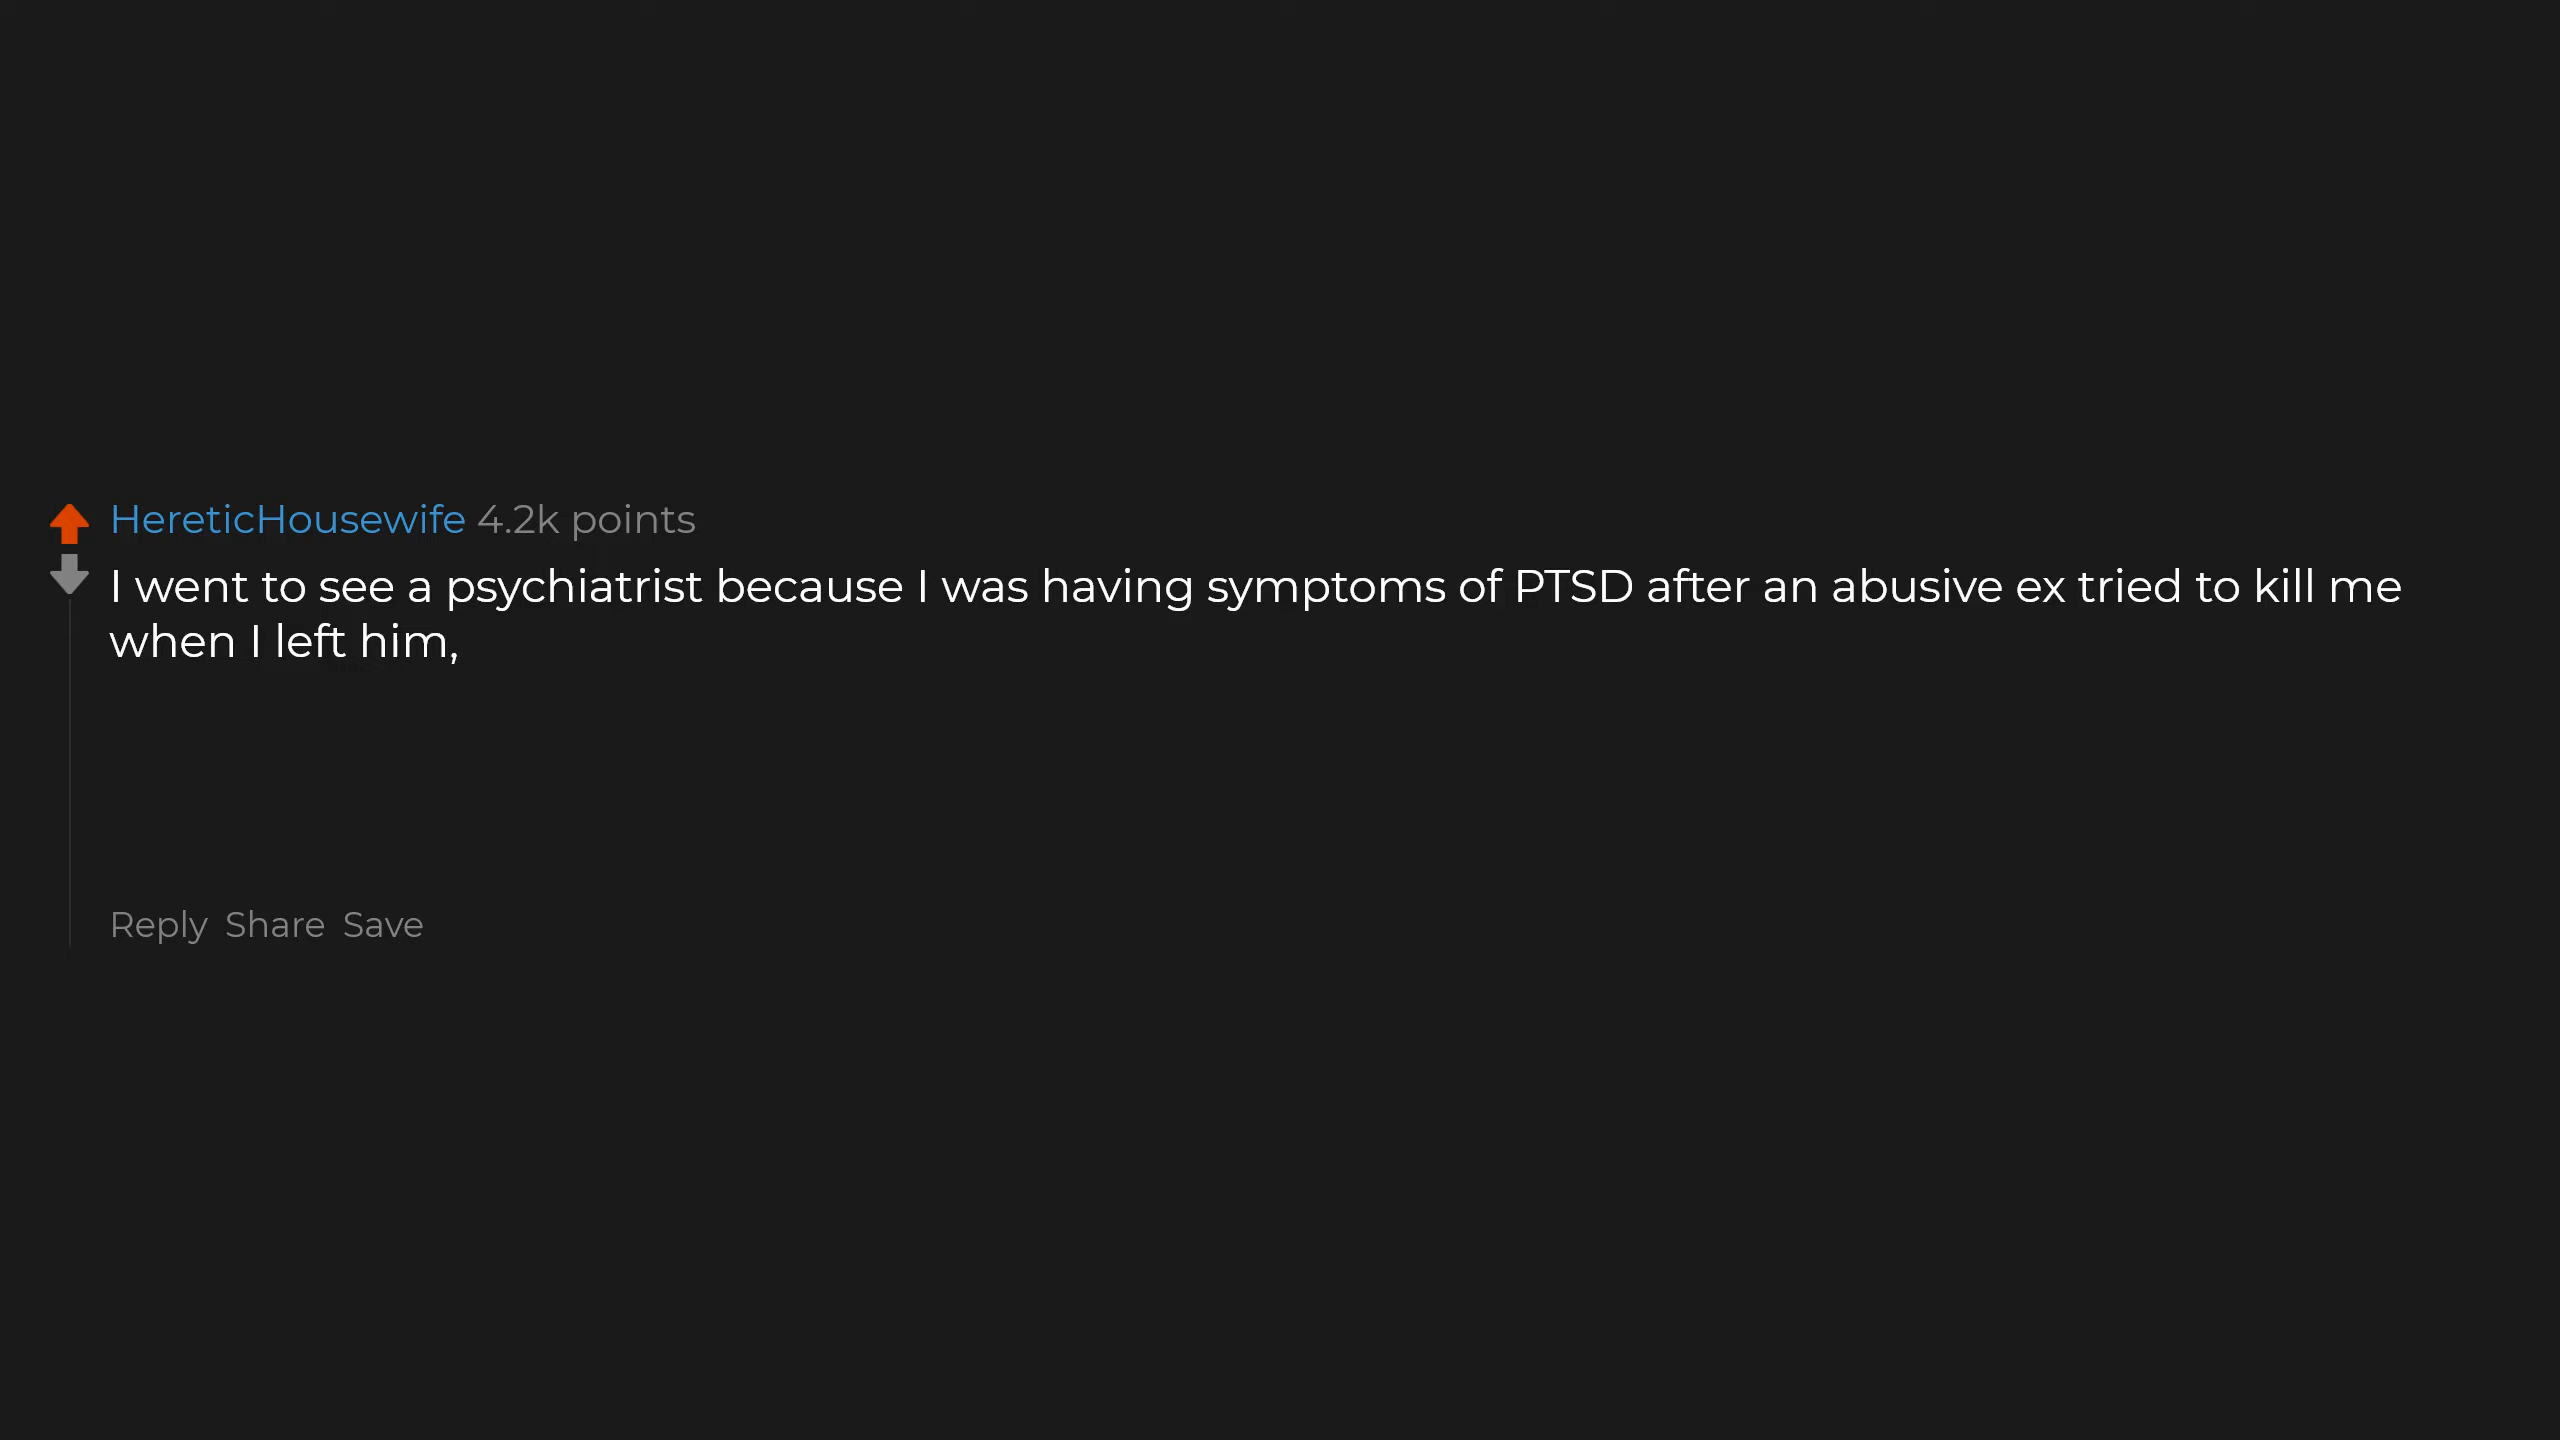 HereticHousewife 4.2k points
I went to see a psychiatrist because I was having symptoms of PTSD after an abusive ex tried to kill me
when I left him,
Reply Share Save